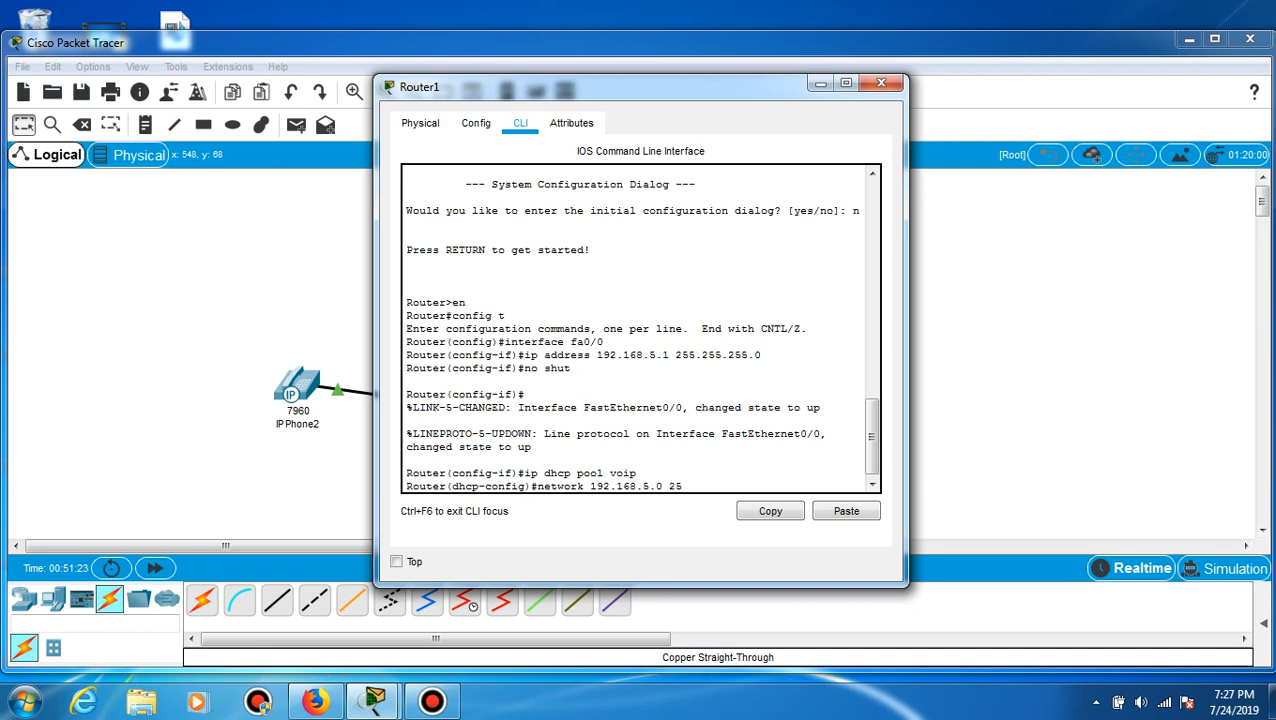 Cisco Packet Tracer
File Edit Options View Tools Extensions Help
Router1
Physical Config CLI Attributes
Logical Physical x: 548, y: 68
[Root] 01:20:00
IOS Command Line Interface
--- System Configuration Dialog ---
Would you like to enter the initial configuration dialog? [yes/no]: n
Press RETURN to get started!
Router>en
Router#config t
Enter configuration commands, one per line. End with CNTL/Z.
Router(config)#interface fa0/0
Router(config-if)#ip address 192.168.5.1 255.255.255.0
Router(config-if)#no shut
Router(config-if)#
%LINK-5-CHANGED: Interface FastEthernet0/0, changed state to up
%LINEPROTO-5-UPDOWN: Line protocol on Interface FastEthernet0/0,
changed state to up
Router(config-if)#ip dhcp pool voip
Router(dhcp-config)#network 192.168.5.0 25
IP
7960
IP Phone2
Ctrl+F6 to exit CLI focus
Copy Paste
Top
Time: 00:51:23
Realtime Simulation
Copper Straight-Through
7:27 PM
7/24/2019